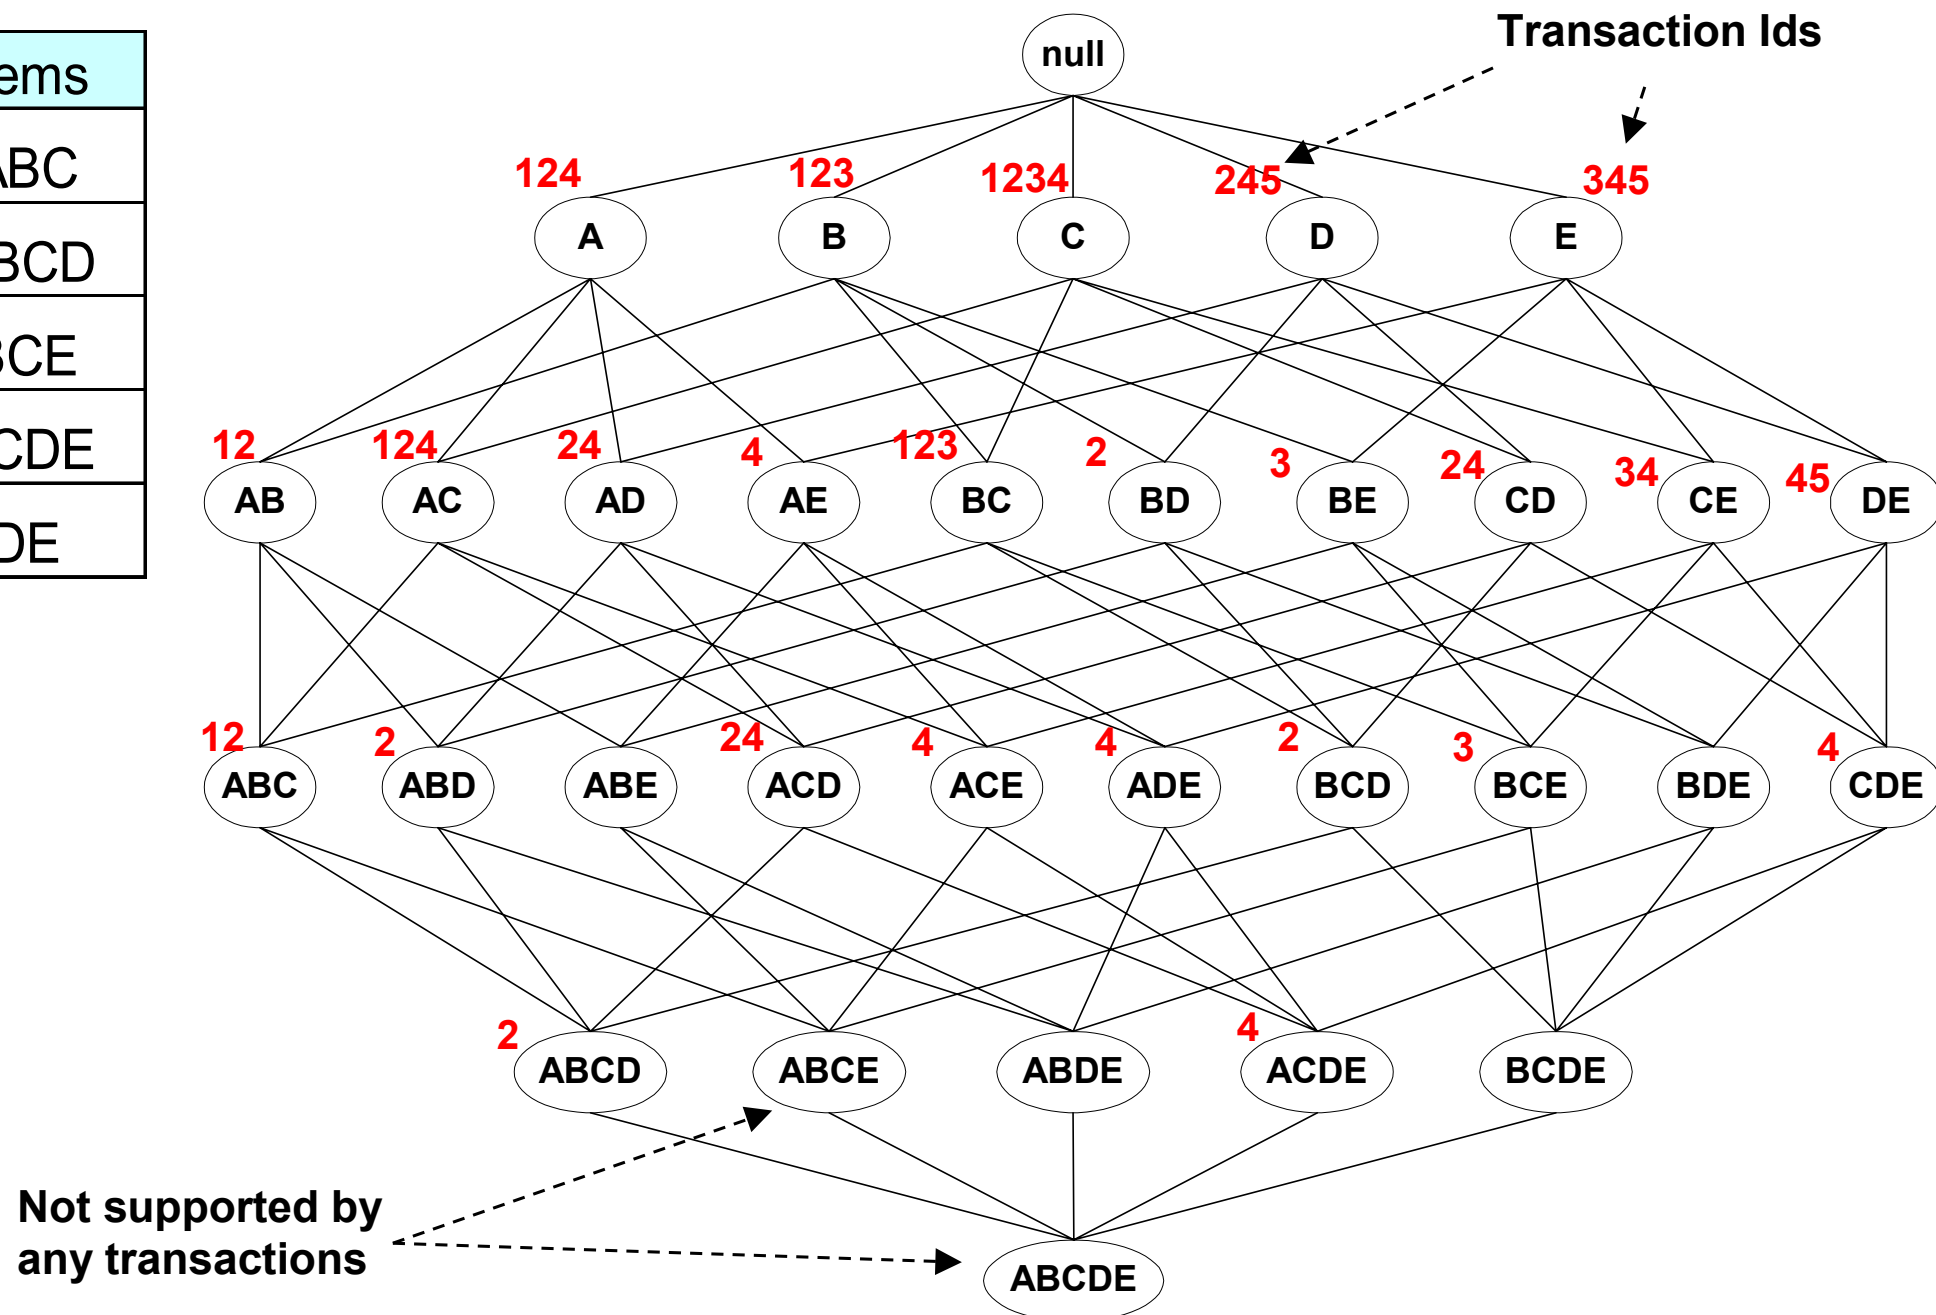 ems
ABC
BCD
BCE
CDE
DE
Transaction Ids
null
124 123 1234 245 345
A B C D E
12 124 24 4 123 2 3 24 34 45
AB AC AD AE BC BD BE CD CE DE
12 2 24 4 4 2 3 4
ABC ABD ABE ACD ACE ADE BCD BCE BDE CDE
2 4
ABCD ABCE ABDE ACDE BCDE
Not supported by
any transactions
ABCDE